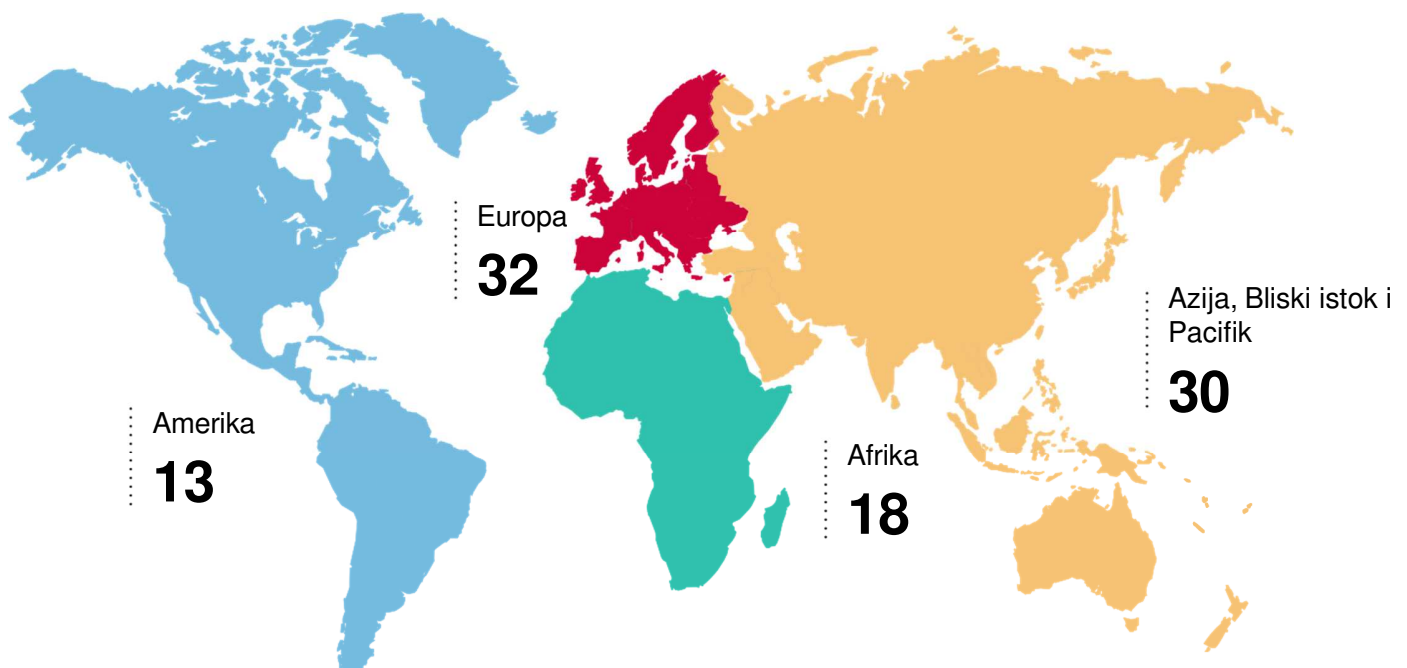 Europa
32
Azija, Bliski istok i
Pacifik
30
Amerika
13
Afrika
18